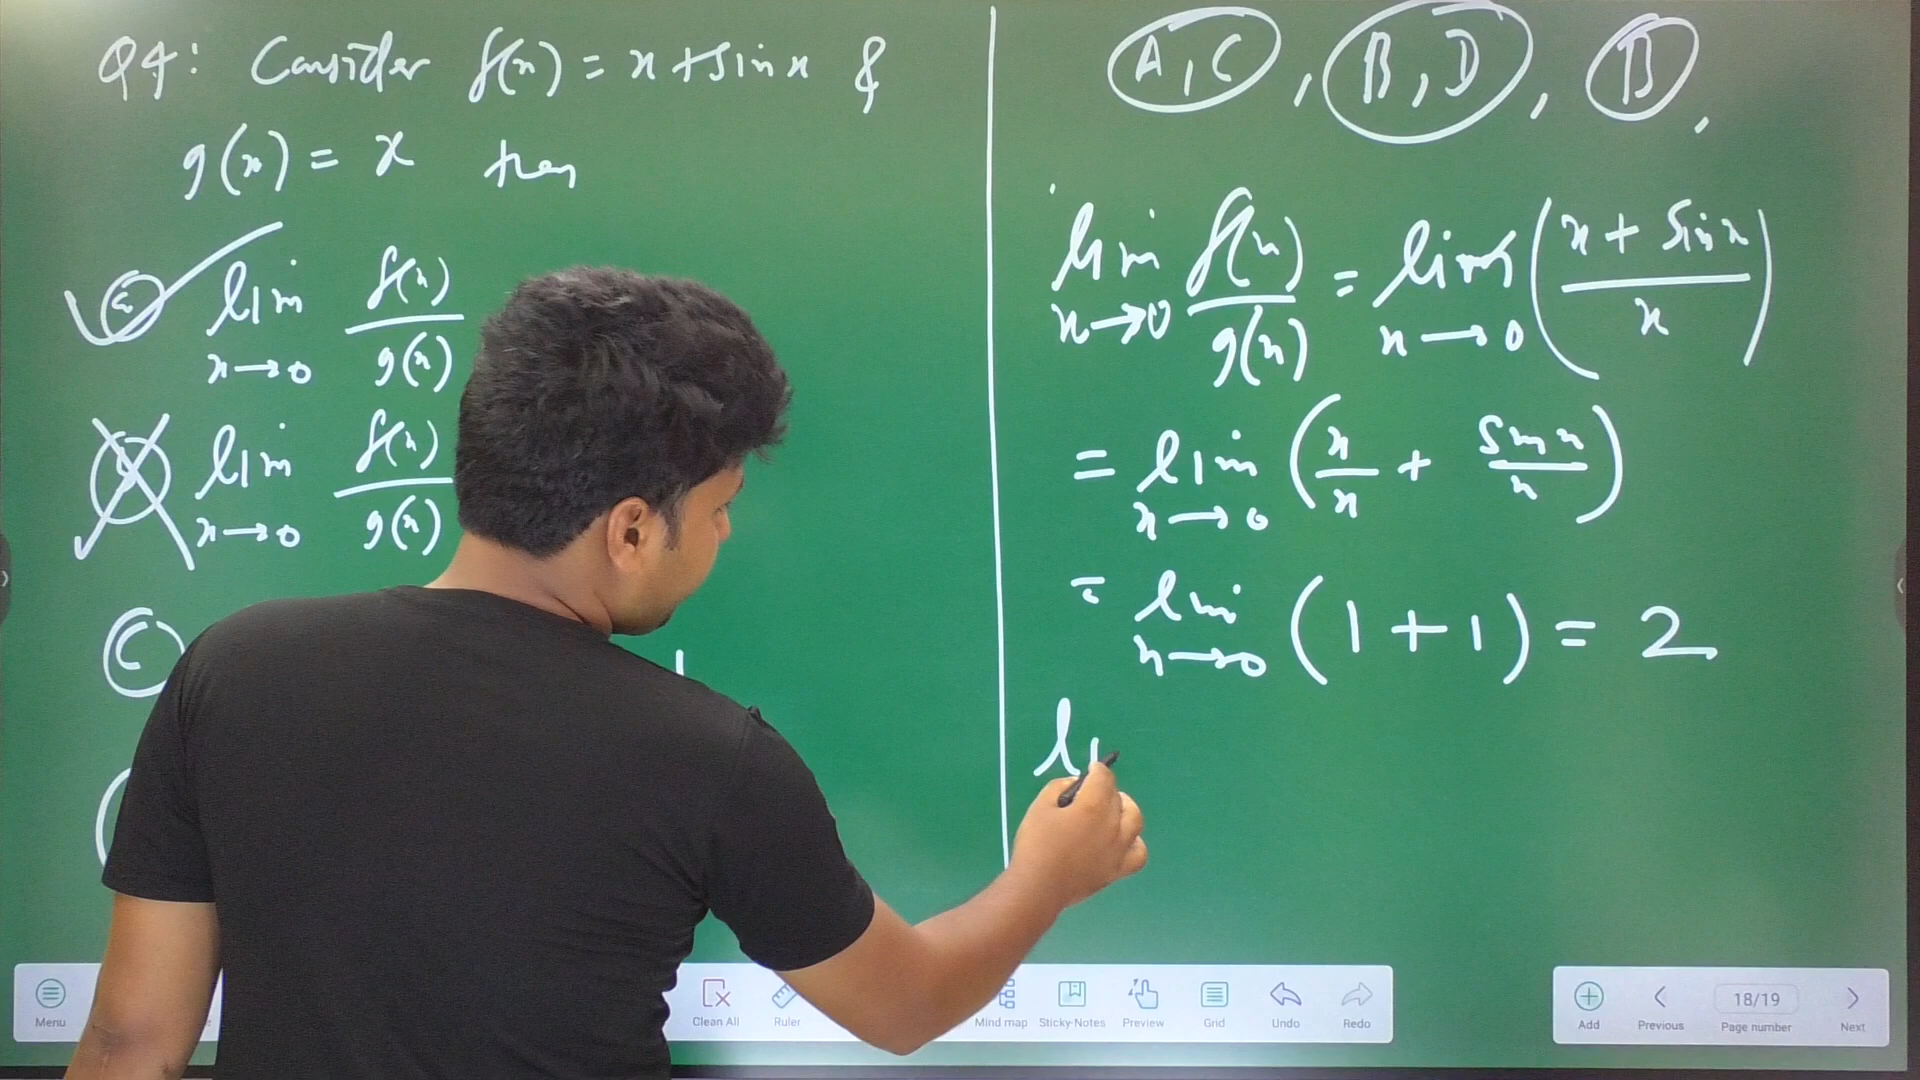 Q4: Consider f(x) = x + sin x &
g(x) = x then
(a) lim x→0 f(x)/g(x)
lim x→0 f(x)/g(x)
(c)
A, C , B, D , B ,
lim x→0 f(x)/g(x) = lim x→0 ( x + sin x / x )
= lim x→0 ( x/x + sin x/x )
= lim x→0 ( 1 + 1 ) = 2
li
Menu
Clean All
Ruler
Mind map
Sticky-Notes
Preview
Grid
Undo
Redo
Add
Previous
18/19
Page number
Next